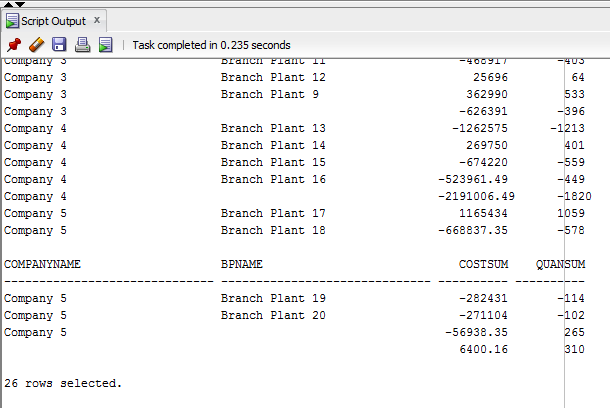 Script Output x
Task completed in 0.235 seconds
Company 3 Branch Plant 11 -468917 -403
Company 3 Branch Plant 12 25696 64
Company 3 Branch Plant 9 362990 533
Company 3 -626391 -396
Company 4 Branch Plant 13 -1262575 -1213
Company 4 Branch Plant 14 269750 401
Company 4 Branch Plant 15 -674220 -559
Company 4 Branch Plant 16 -523961.49 -449
Company 4 -2191006.49 -1820
Company 5 Branch Plant 17 1165434 1059
Company 5 Branch Plant 18 -668837.35 -578
COMPANYNAME BPNAME COSTSUM QUANSUM
------------------------------ ------------------------------ ----------- ----------
Company 5 Branch Plant 19 -282431 -114
Company 5 Branch Plant 20 -271104 -102
Company 5 -56938.35 265
6400.16 310
26 rows selected.